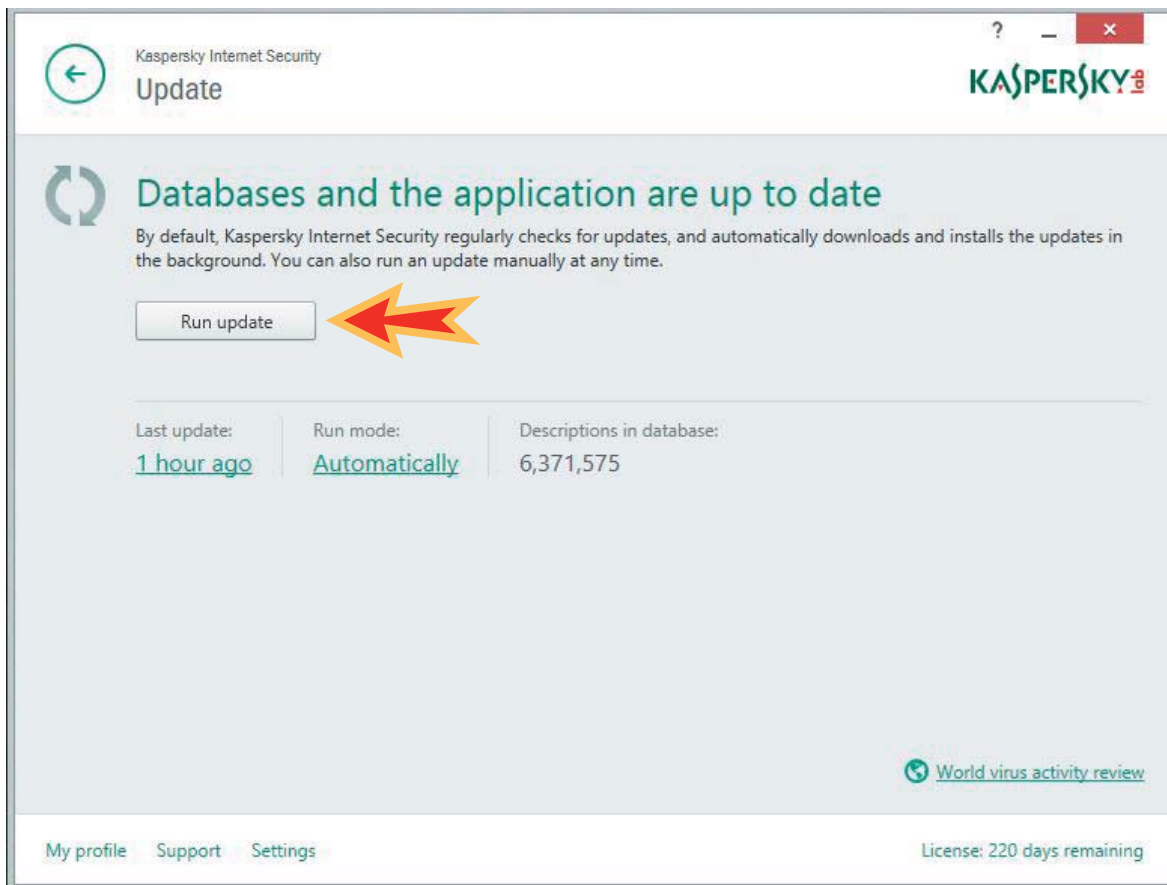 ?
Kaspersky Internet Security
Update
KASPERSKY lab
Databases and the application are up to date
By default, Kaspersky Internet Security regularly checks for updates, and automatically downloads and installs the updates in
the background. You can also run an update manually at any time.
Run update
Last update: Run mode: Descriptions in database:
1 hour ago Automatically 6,371,575
World virus activity review
My profile Support Settings License: 220 days remaining